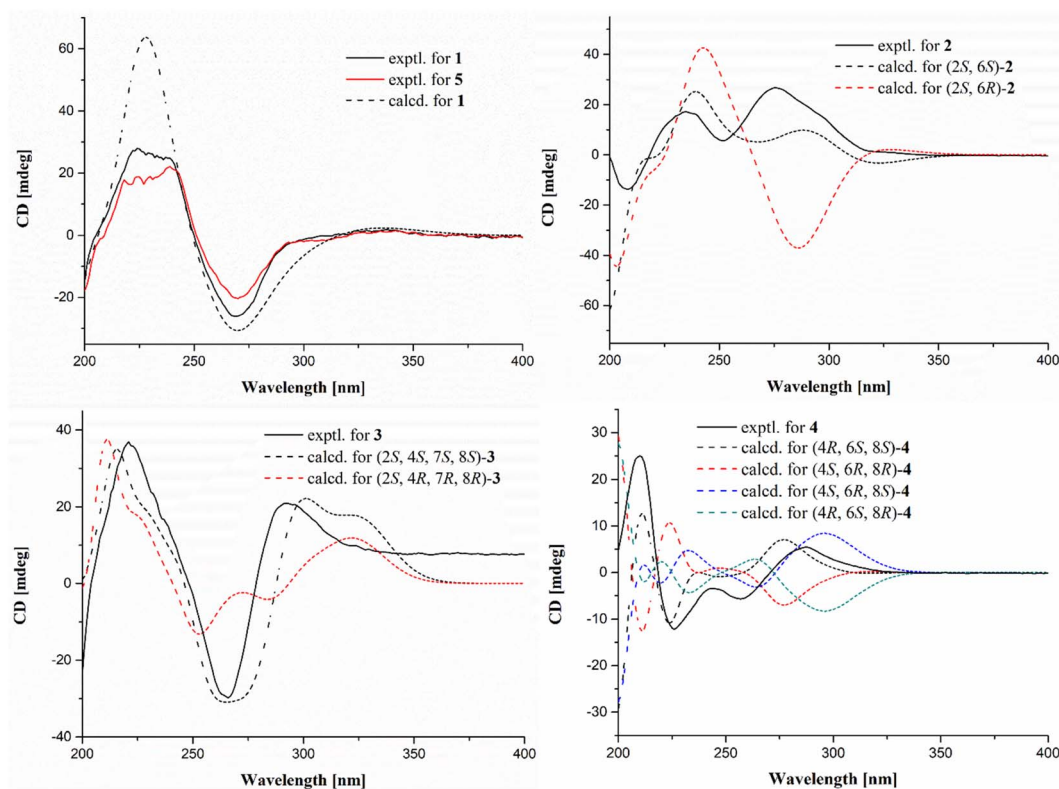 exptl. for 1
exptl. for 5
calcd. for 1
60
40
20
0
-20
CD [mdeg]
200 250 300 350 400
Wavelength [nm]
exptl. for 2
calcd. for (2S, 6S)-2
calcd. for (2S, 6R)-2
40
20
0
-20
-40
-60
CD [mdeg]
200 250 300 350 400
Wavelength [nm]
exptl. for 3
calcd. for (2S, 4S, 7S, 8S)-3
calcd. for (2S, 4R, 7R, 8R)-3
40
20
0
-20
-40
CD [mdeg]
200 250 300 350 400
Wavelength [nm]
exptl. for 4
calcd. for (4R, 6S, 8S)-4
calcd. for (4S, 6R, 8R)-4
calcd. for (4S, 6R, 8S)-4
calcd. for (4R, 6S, 8R)-4
30
20
10
0
-10
-20
-30
CD [mdeg]
200 250 300 350 400
Wavelength [nm]